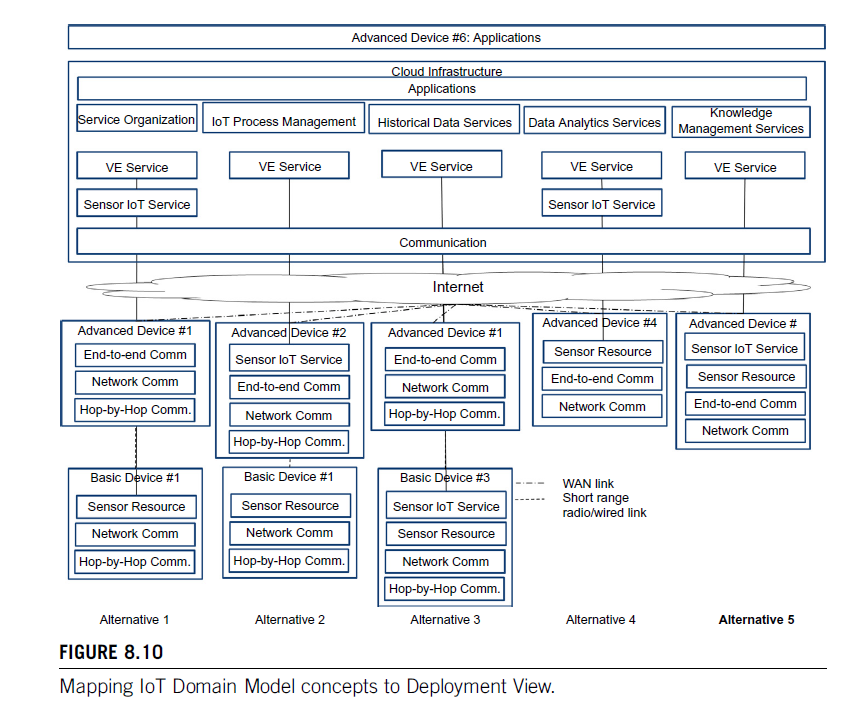 Advanced Device #6: Applications
Cloud Infrastructure
Applications
Service Organization
IoT Process Management
Historical Data Services
Data Analytics Services
Knowledge
Management Services
VE Service
VE Service
VE Service
VE Service
VE Service
Sensor IoT Service
Sensor IoT Service
Communication
Internet
Advanced Device #1
End-to-end Comm
Network Comm
Hop-by-Hop Comm.
Advanced Device #2
Sensor IoT Service
End-to-end Comm
Network Comm
Hop-by-Hop Comm.
Advanced Device #1
End-to-end Comm
Network Comm
Hop-by-Hop Comm.
Advanced Device #4
Sensor Resource
End-to-end Comm
Network Comm
Advanced Device #
Sensor IoT Service
Sensor Resource
End-to-end Comm
Network Comm
Basic Device #1
Sensor Resource
Network Comm
Hop-by-Hop Comm.
Basic Device #1
Sensor Resource
Network Comm
Hop-by-Hop Comm.
Basic Device #3
Sensor IoT Service
Sensor Resource
Network Comm
Hop-by-Hop Comm.
WAN link
Short range
radio/wired link
Alternative 1
Alternative 2
Alternative 3
Alternative 4
Alternative 5
FIGURE 8.10
Mapping IoT Domain Model concepts to Deployment View.